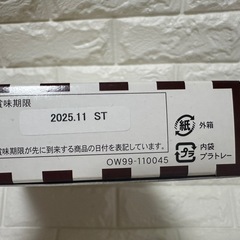 賞味期限
2025.11 ST
味期限が先に到来する商品の日付を表記しています。
OW99-110045
紙
外箱
プラ
内袋
プラトレー